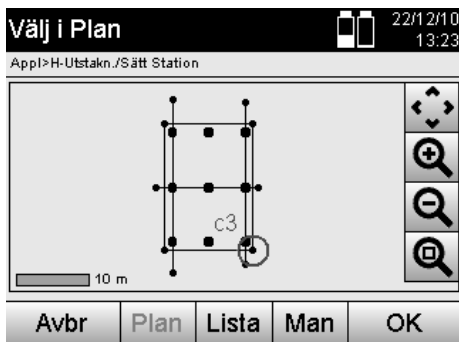 Välj i Plan
22/12/10
13:23
Appl>H-Utstakn./Sätt Station
c3
10 m
Avbr Plan Lista Man OK